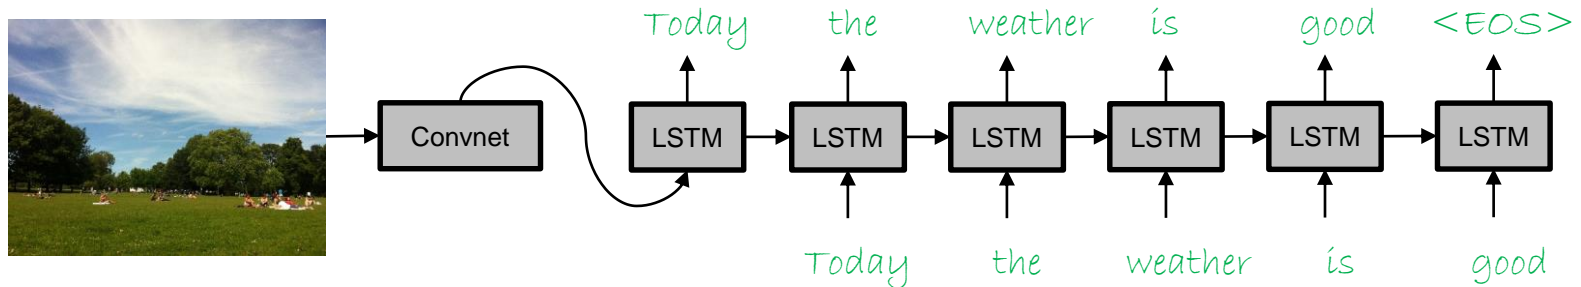 Today the weather is good <EOS>
Convnet LSTM LSTM LSTM LSTM LSTM LSTM
Today the weather is good